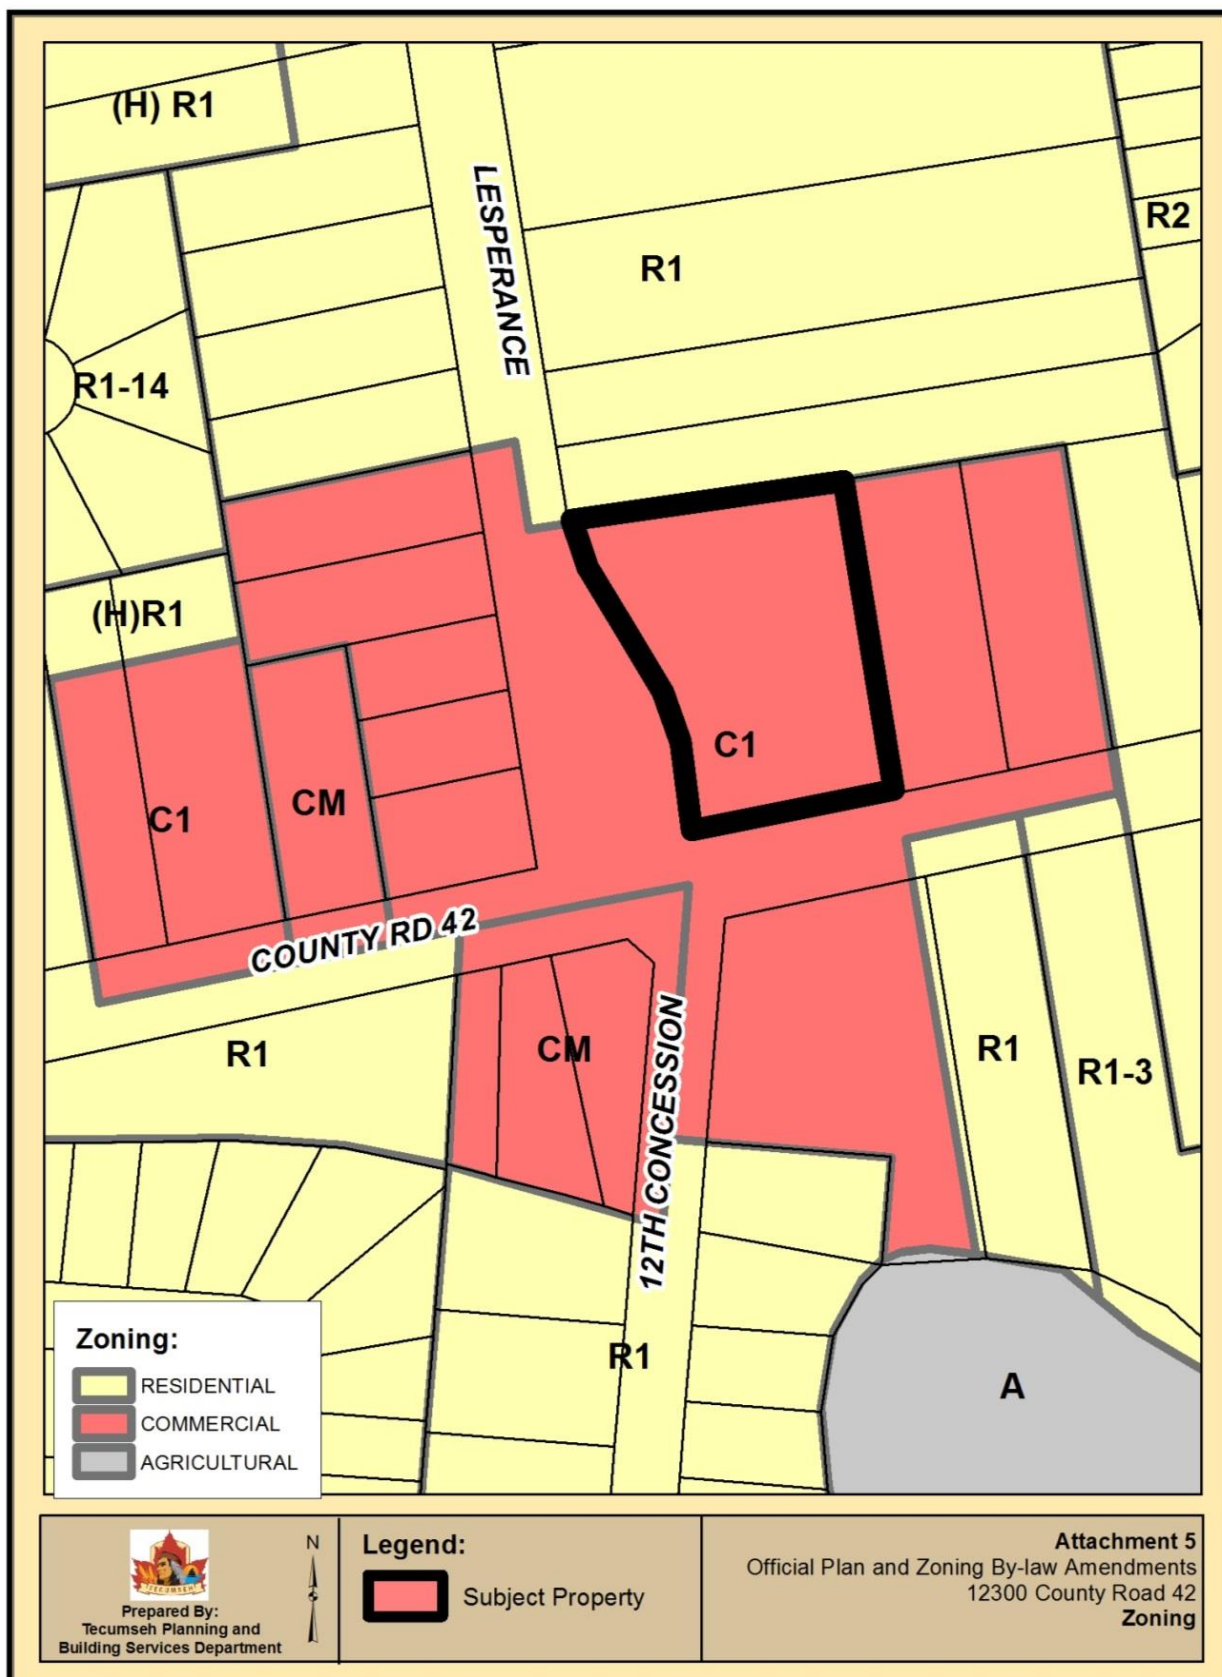 (H) R1
LESPERANCE
R2
R1
R1-14
(H)R1
C1
CM
C1
COUNTY RD 42
R1
CM
12TH CONCESSION
R1
R1-3
R1
A
Zoning:
RESIDENTIAL
COMMERCIAL
AGRICULTURAL
TECUMSEH
Prepared By:
Tecumseh Planning and
Building Services Department
N
Legend:
Subject Property
Attachment 5
Official Plan and Zoning By-law Amendments
12300 County Road 42
Zoning